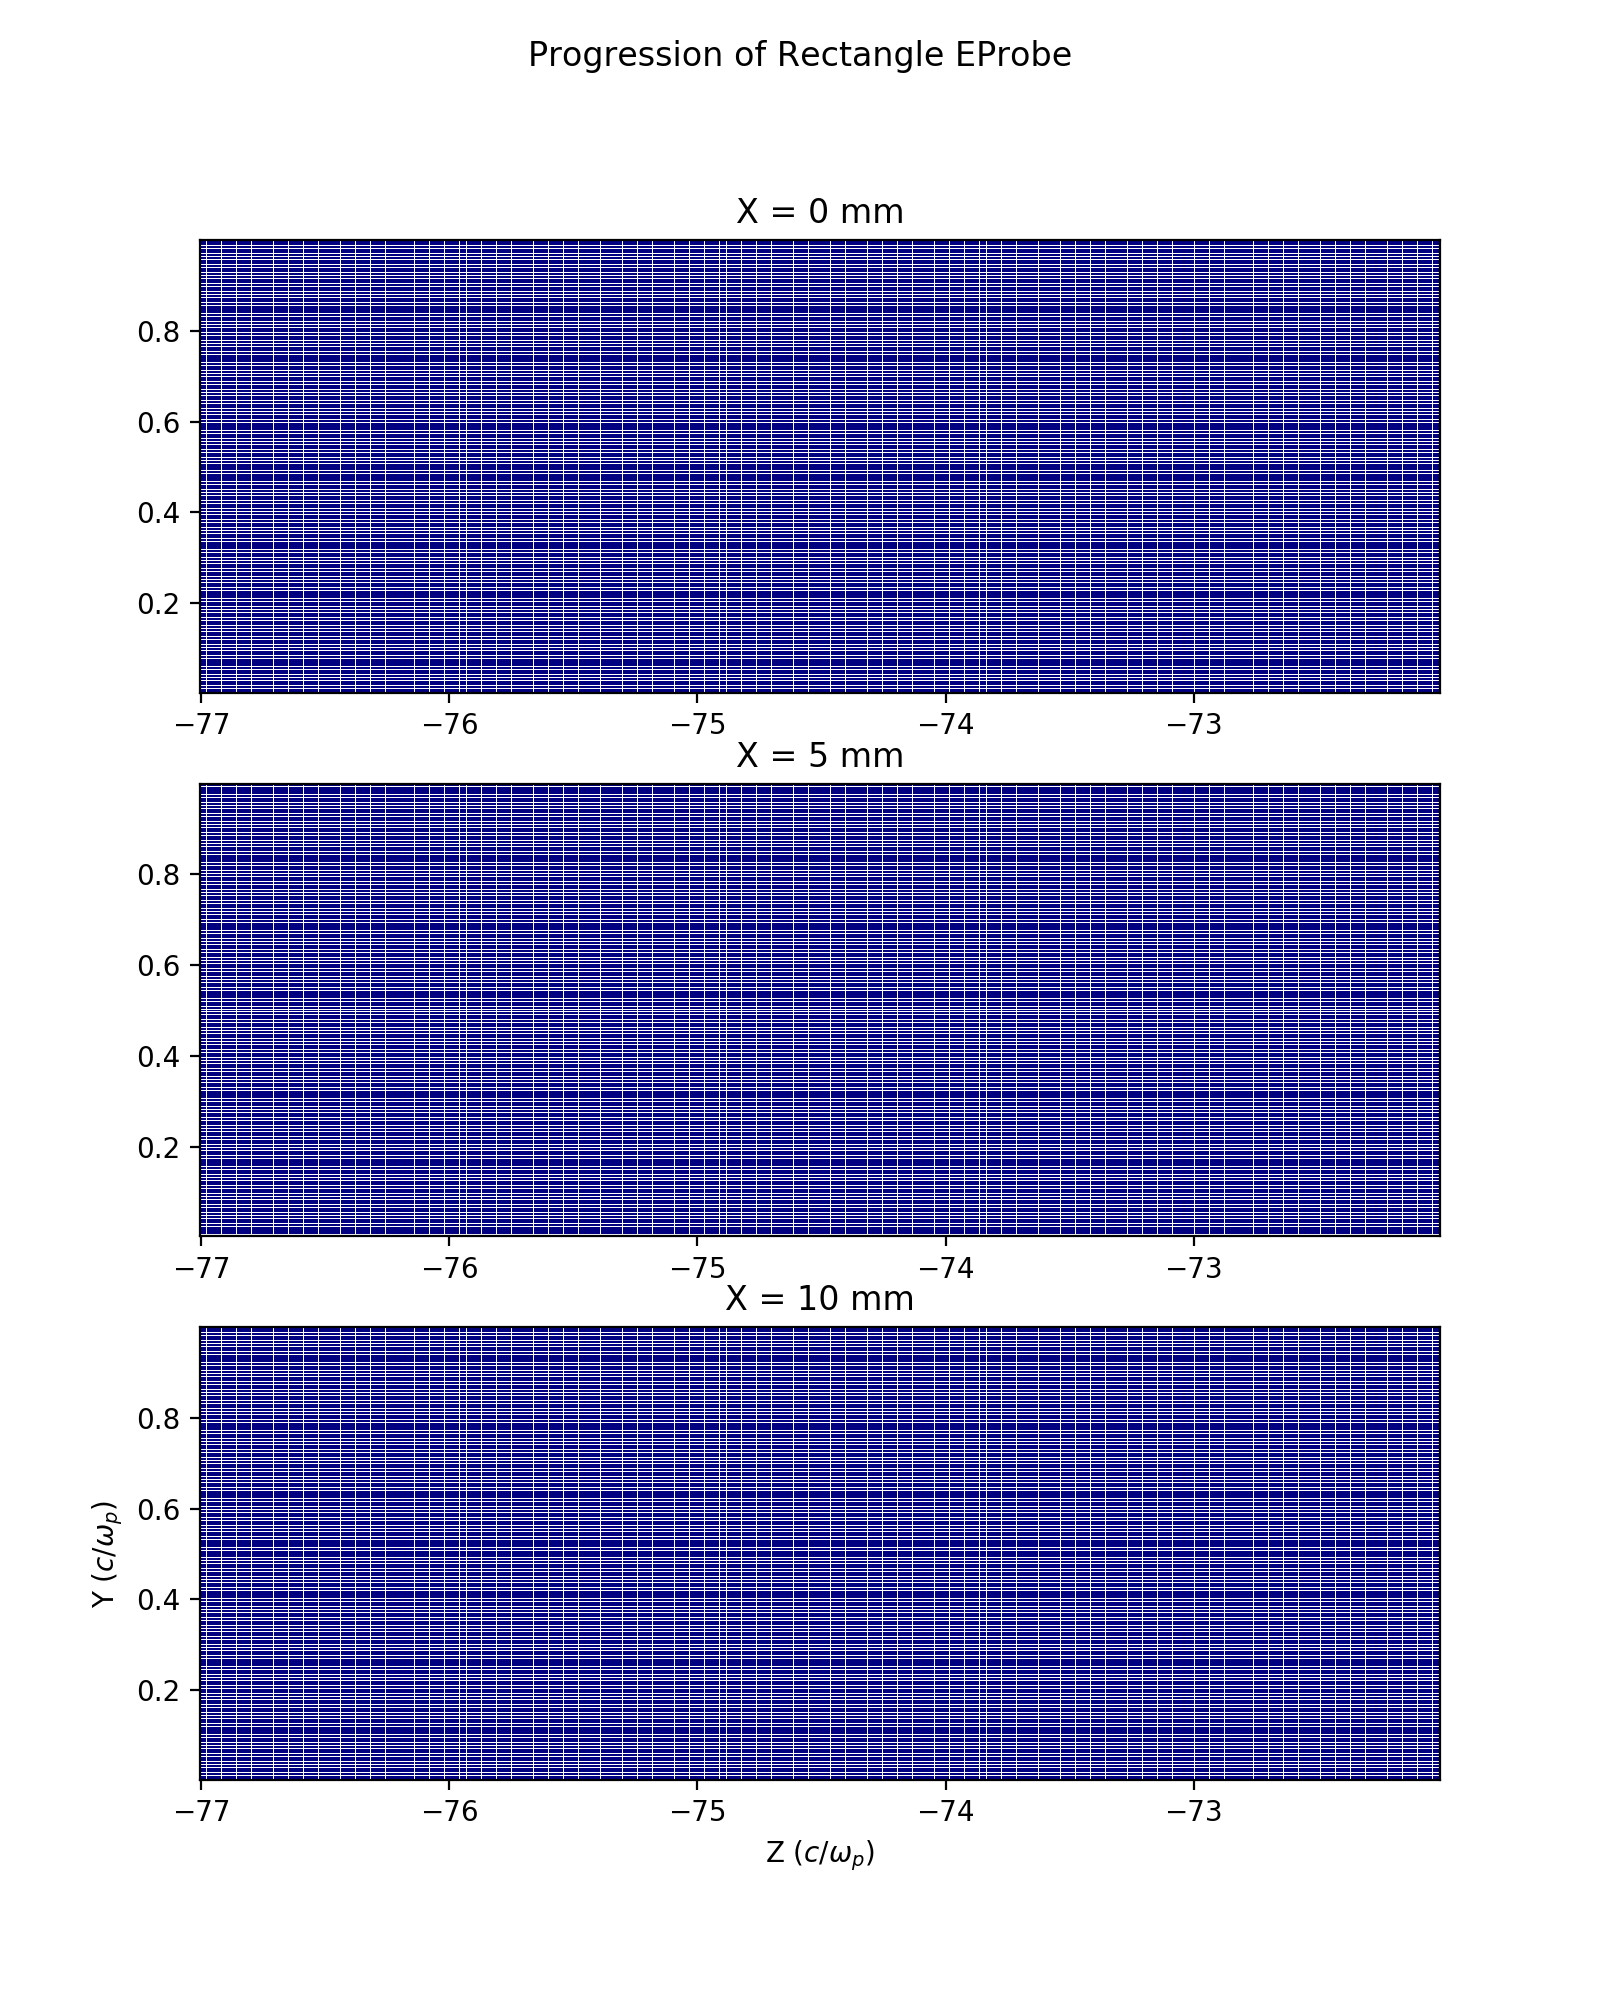 Progression of Rectangle EProbe
X = 0 mm
0.8
0.6
0.4
0.2
−77 −76 −75 −74 −73
X = 5 mm
0.8
0.6
0.4
0.2
−77 −76 −75 −74 −73
X = 10 mm
0.8
0.6
0.4
0.2
Y (c/ωₚ)
−77 −76 −75 −74 −73
Z (c/ωₚ)